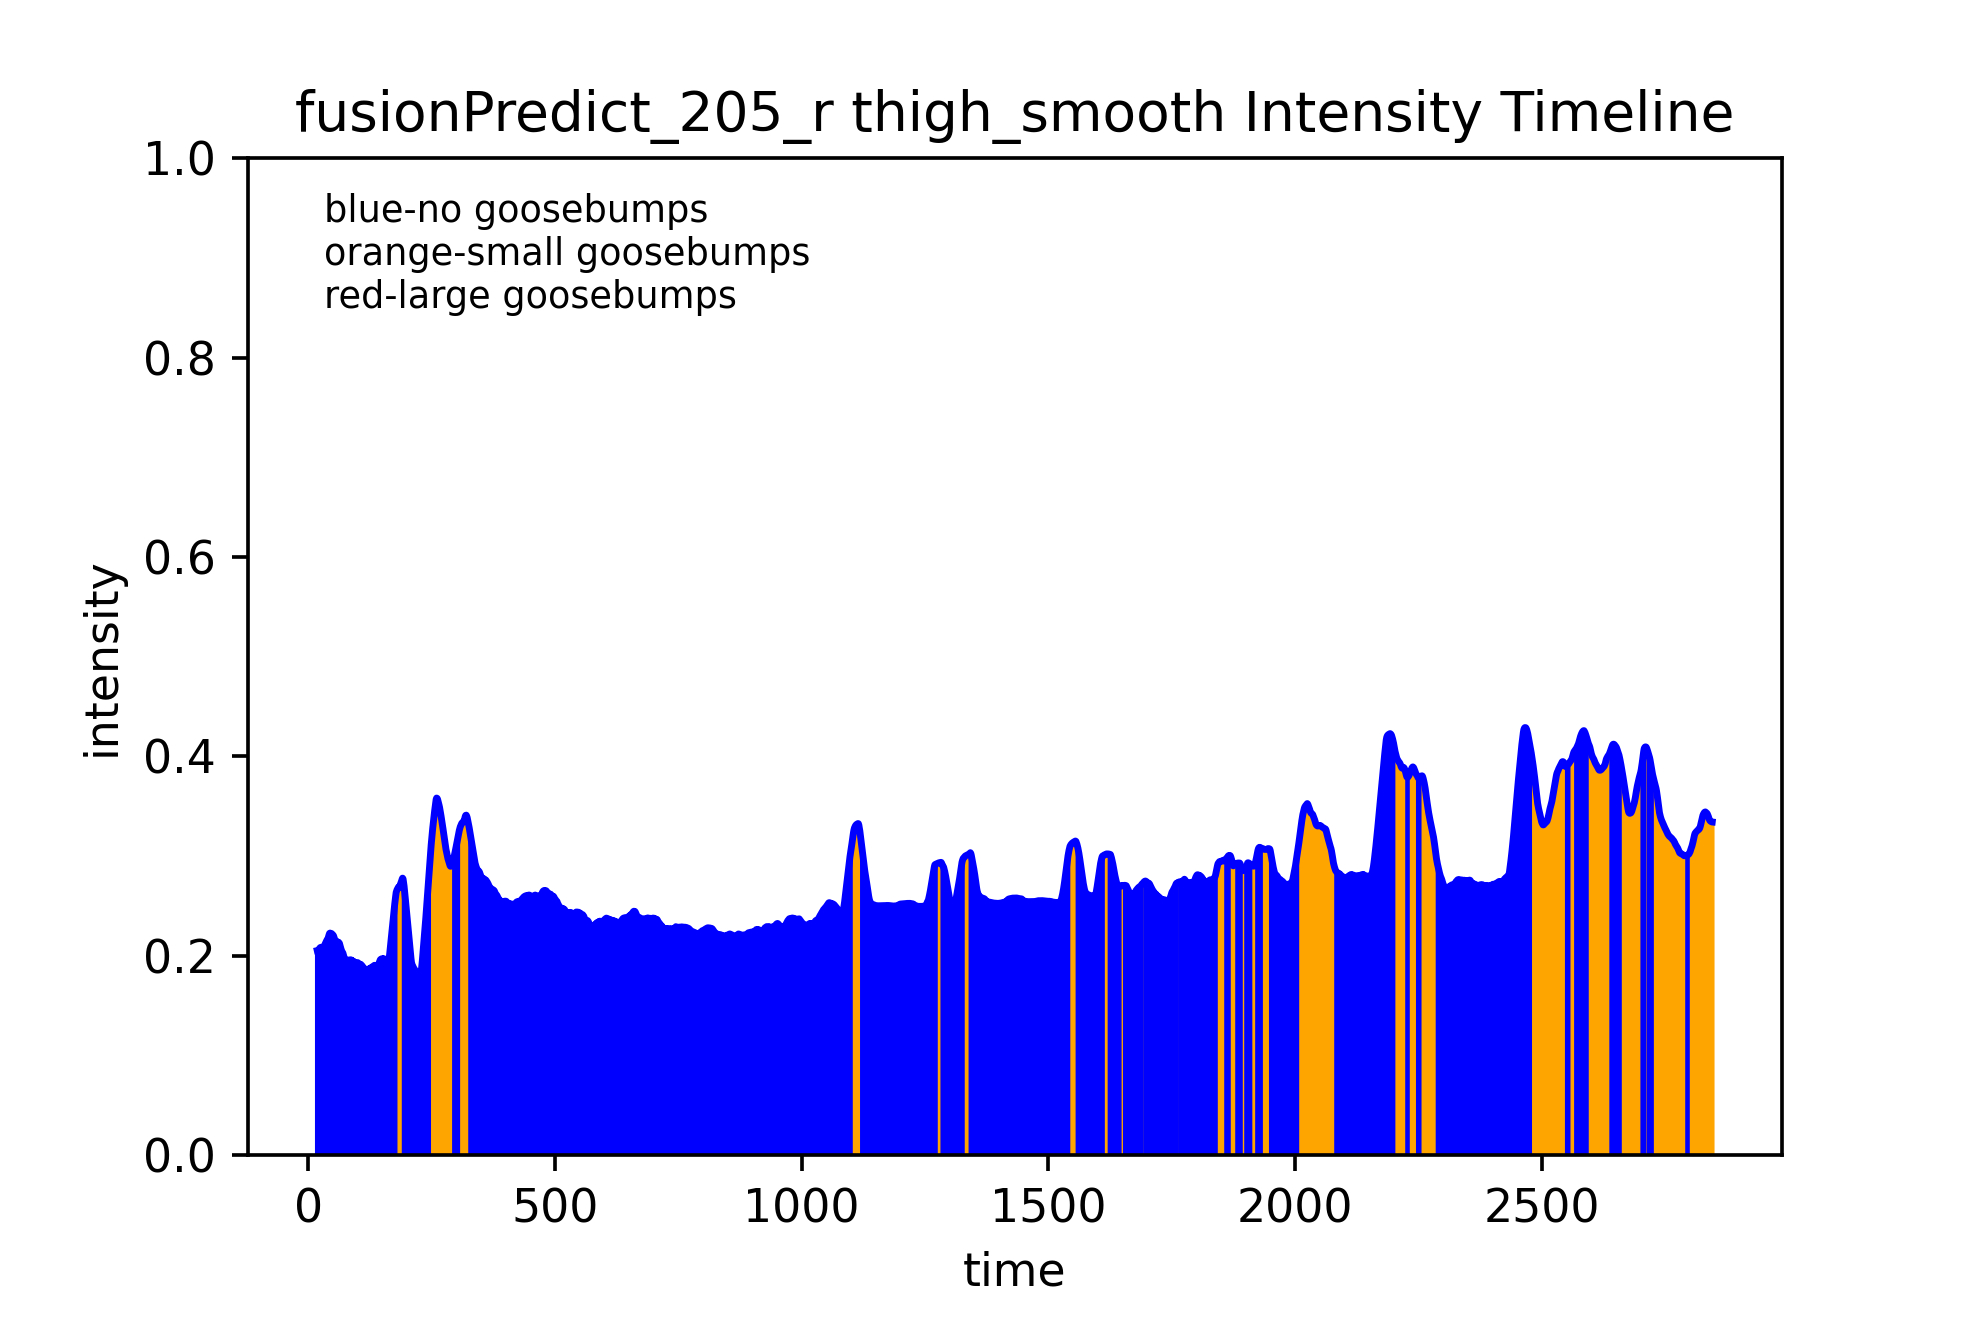 fusionPredict_205_r thigh_smooth Intensity Timeline
1.0
blue-no goosebumps
orange-small goosebumps
red-large goosebumps
0.8
0.6
intensity
0.4
0.2
0.0
0 500 1000 1500 2000 2500
time